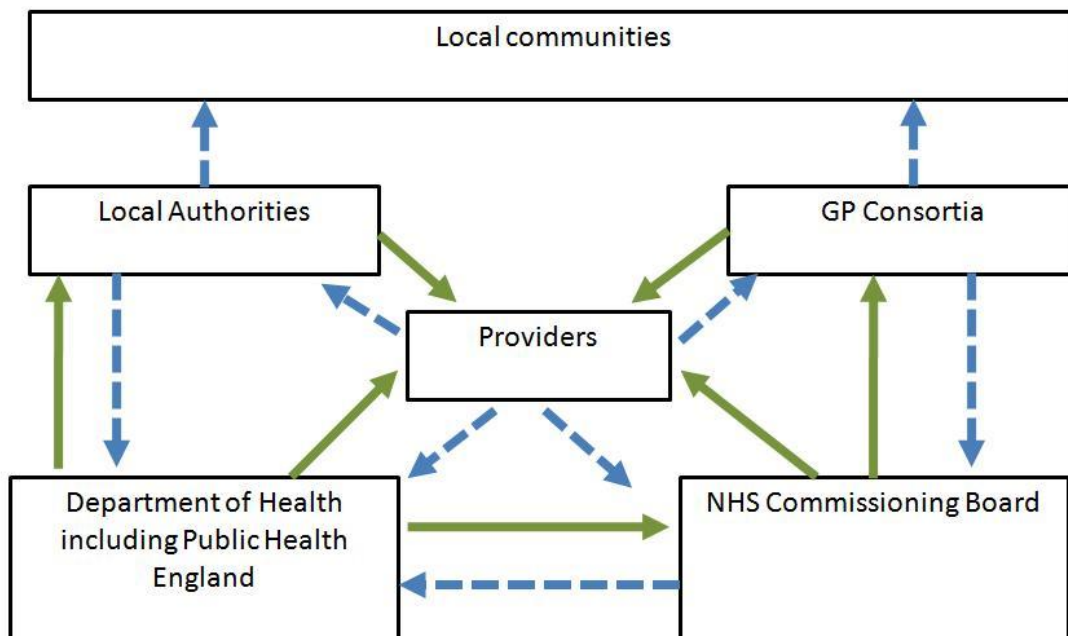 Local communities
Local Authorities
GP Consortia
Providers
Department of Health
including Public Health
England
NHS Commissioning Board